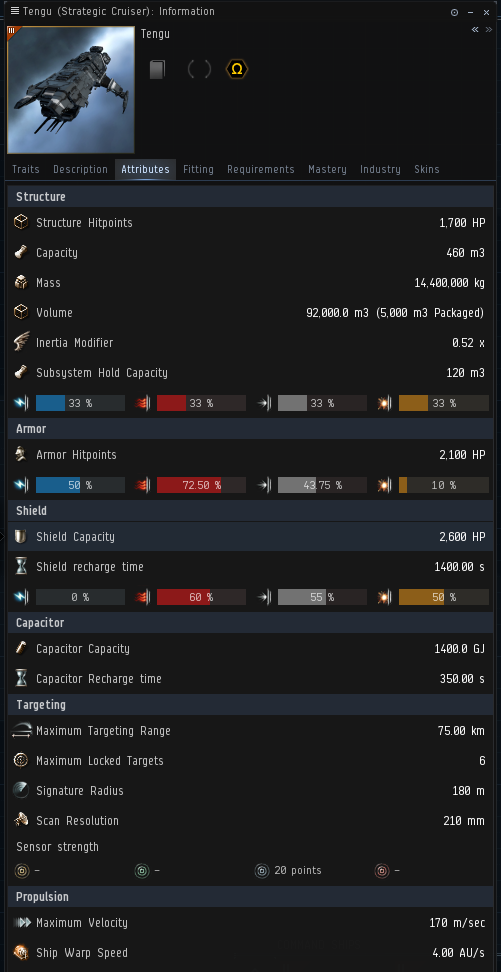 Tengu (Strategic Cruiser): Information
Tengu
Ω
III
Traits Description Attributes Fitting Requirements Mastery Industry Skins
Structure
Structure Hitpoints 1,700 HP
Capacity 460 m3
Mass 14,400,000 kg
Volume 92,000.0 m3 (5,000 m3 Packaged)
Inertia Modifier 0.52 x
Subsystem Hold Capacity 120 m3
33 % 33 % 33 % 33 %
Armor
Armor Hitpoints 2,100 HP
50 % 72.50 % 43.75 % 10 %
Shield
Shield Capacity 2,600 HP
Shield recharge time 1400.00 s
0 % 60 % 55 % 50 %
Capacitor
Capacitor Capacity 1400.0 GJ
Capacitor Recharge time 350.00 s
Targeting
Maximum Targeting Range 75.00 km
Maximum Locked Targets 6
Signature Radius 180 m
Scan Resolution 210 mm
Sensor strength
– – 20 points –
Propulsion
Maximum Velocity 170 m/sec
Ship Warp Speed 4.00 AU/s